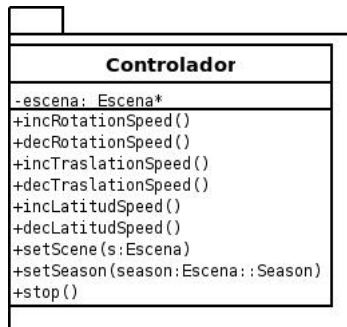 Controlador
-escena: Escena*
+incRotationSpeed()
+decRotationSpeed()
+incTraslationSpeed()
+decTraslationSpeed()
+incLatitudSpeed()
+decLatitudSpeed()
+setScene(s:Escena)
+setSeason(season:Escena::Season)
+stop()